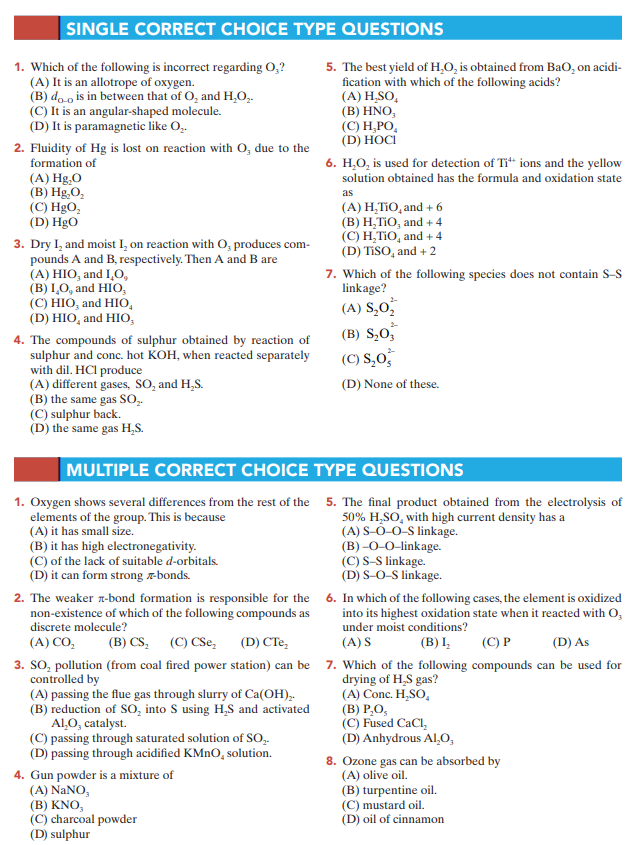 SINGLE CORRECT CHOICE TYPE QUESTIONS
1. Which of the following is incorrect regarding O₃?
(A) It is an allotrope of oxygen.
(B) d_O–O is in between that of O₂ and H₂O₂.
(C) It is an angular-shaped molecule.
(D) It is paramagnetic like O₂.
2. Fluidity of Hg is lost on reaction with O₃ due to the
formation of
(A) Hg₂O
(B) Hg₂O₂
(C) HgO₂
(D) HgO
3. Dry I₂ and moist I₂ on reaction with O₃ produces com-
pounds A and B, respectively. Then A and B are
(A) HIO₃ and I₄O₉
(B) I₄O₉ and HIO₃
(C) HIO₃ and HIO₄
(D) HIO₄ and HIO₃
4. The compounds of sulphur obtained by reaction of
sulphur and conc. hot KOH, when reacted separately
with dil. HCl produce
(A) different gases, SO₂ and H₂S.
(B) the same gas SO₂.
(C) sulphur back.
(D) the same gas H₂S.
5. The best yield of H₂O₂ is obtained from BaO₂ on acidi-
fication with which of the following acids?
(A) H₂SO₄
(B) HNO₃
(C) H₃PO₄
(D) HOCl
6. H₂O₂ is used for detection of Ti⁴⁺ ions and the yellow
solution obtained has the formula and oxidation state
as
(A) H₂TiO₄ and + 6
(B) H₂TiO₃ and + 4
(C) H₂TiO₄ and + 4
(D) TiSO₄ and + 2
7. Which of the following species does not contain S–S
linkage?
(A) S₂O₂²⁻
(B) S₂O₃²⁻
(C) S₂O₅²⁻
(D) None of these.
MULTIPLE CORRECT CHOICE TYPE QUESTIONS
1. Oxygen shows several differences from the rest of the
elements of the group. This is because
(A) it has small size.
(B) it has high electronegativity.
(C) of the lack of suitable d-orbitals.
(D) it can form strong π-bonds.
2. The weaker π-bond formation is responsible for the
non-existence of which of the following compounds as
discrete molecule?
(A) CO₂ (B) CS₂ (C) CSe₂ (D) CTe₂
3. SO₂ pollution (from coal fired power station) can be
controlled by
(A) passing the flue gas through slurry of Ca(OH)₂.
(B) reduction of SO₂ into S using H₂S and activated
Al₂O₃ catalyst.
(C) passing through saturated solution of SO₂.
(D) passing through acidified KMnO₄ solution.
4. Gun powder is a mixture of
(A) NaNO₃
(B) KNO₃
(C) charcoal powder
(D) sulphur
5. The final product obtained from the electrolysis of
50% H₂SO₄ with high current density has a
(A) S–O–O–S linkage.
(B) –O–O–linkage.
(C) S–S linkage.
(D) S–O–S linkage.
6. In which of the following cases, the element is oxidized
into its highest oxidation state when it reacted with O₃
under moist conditions?
(A) S (B) I₂ (C) P (D) As
7. Which of the following compounds can be used for
drying of H₂S gas?
(A) Conc. H₂SO₄
(B) P₂O₅
(C) Fused CaCl₂
(D) Anhydrous Al₂O₃
8. Ozone gas can be absorbed by
(A) olive oil.
(B) turpentine oil.
(C) mustard oil.
(D) oil of cinnamon